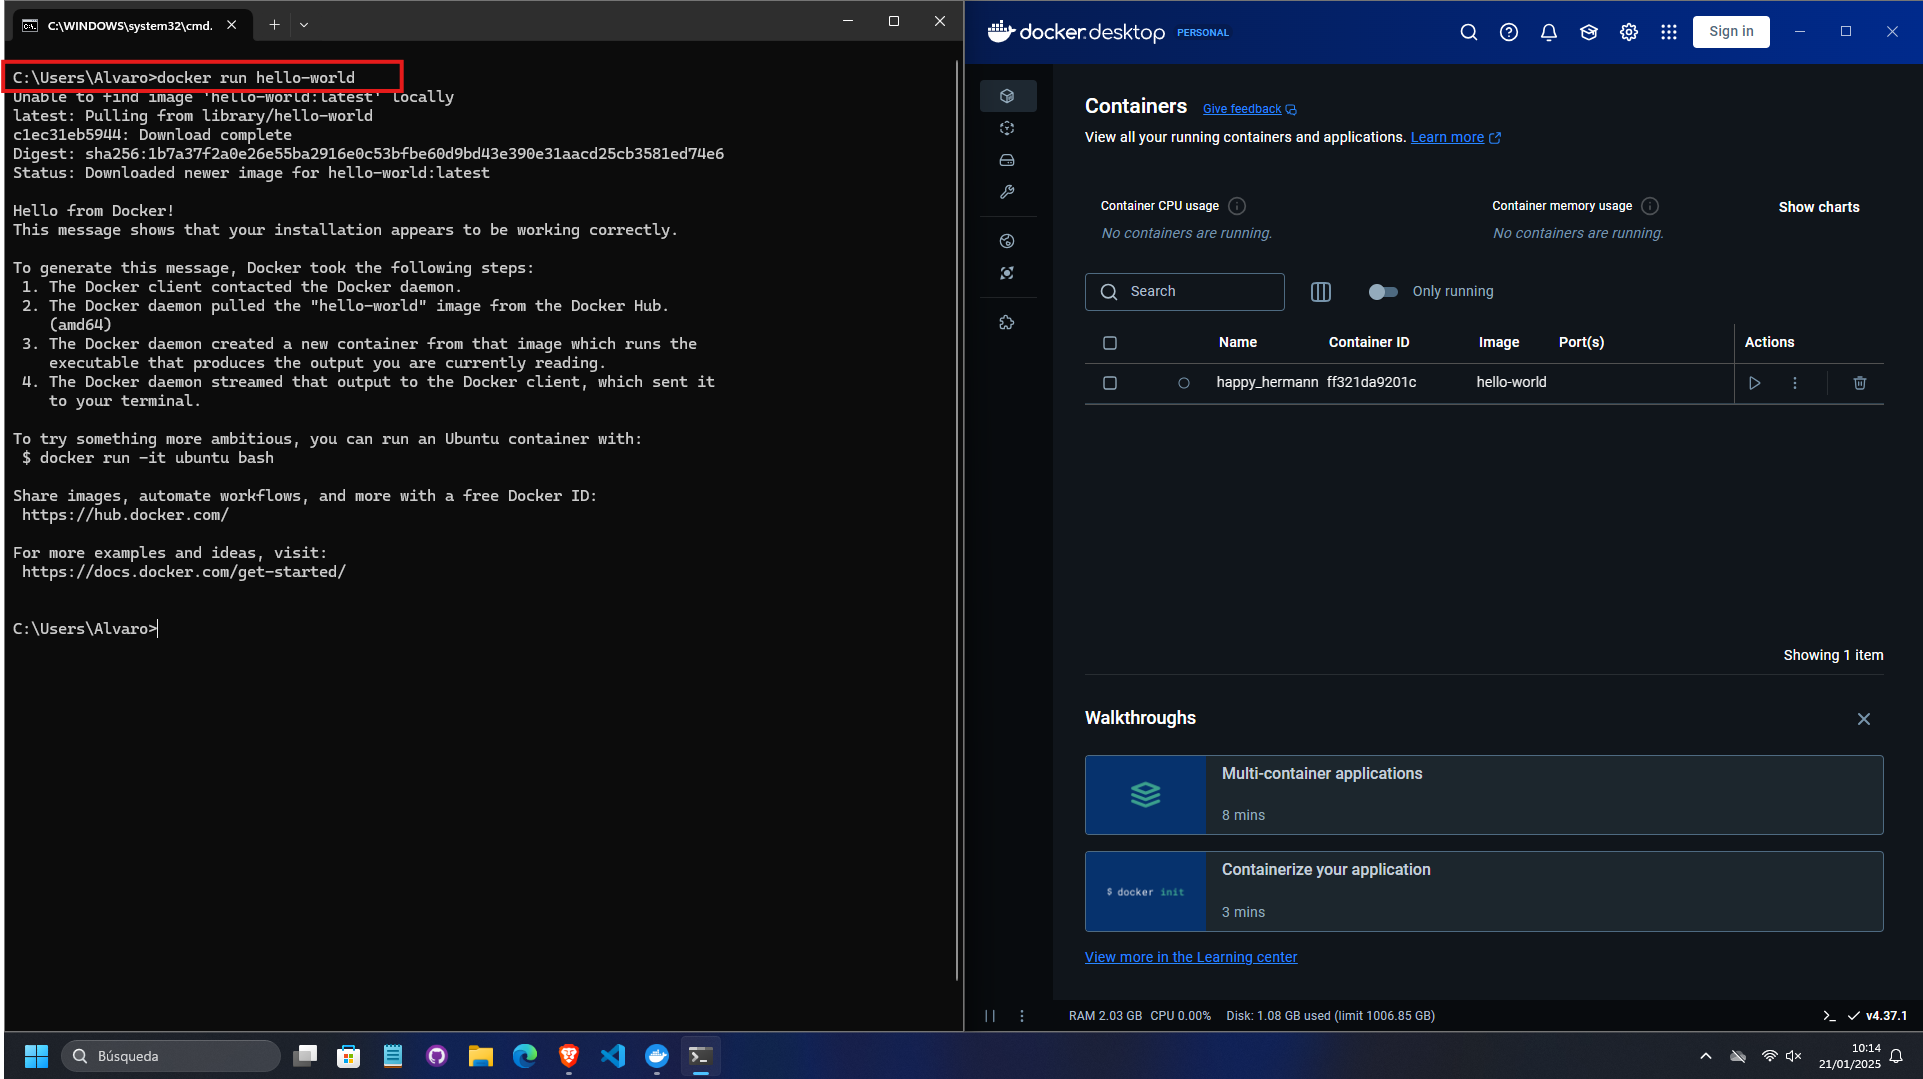 C:\WINDOWS\system32\cmd.
C:\Users\Alvaro>docker run hello-world
Unable to find image 'hello-world:latest' locally
latest: Pulling from library/hello-world
c1ec31eb5944: Download complete
Digest: sha256:1b7a37f2a0e26e55ba2916e0c53bfbe60d9bd43e390e31aacd25cb3581ed74e6
Status: Downloaded newer image for hello-world:latest
Hello from Docker!
This message shows that your installation appears to be working correctly.
To generate this message, Docker took the following steps:
1. The Docker client contacted the Docker daemon.
2. The Docker daemon pulled the "hello-world" image from the Docker Hub.
(amd64)
3. The Docker daemon created a new container from that image which runs the
executable that produces the output you are currently reading.
4. The Docker daemon streamed that output to the Docker client, which sent it
to your terminal.
To try something more ambitious, you can run an Ubuntu container with:
$ docker run -it ubuntu bash
Share images, automate workflows, and more with a free Docker ID:
https://hub.docker.com/
For more examples and ideas, visit:
https://docs.docker.com/get-started/
C:\Users\Alvaro>
docker.desktop PERSONAL
Sign in
Containers Give feedback
View all your running containers and applications. Learn more
Container CPU usage
No containers are running.
Container memory usage
No containers are running.
Show charts
Search
Only running
Name Container ID Image Port(s) Actions
happy_hermann ff321da9201c hello-world
Showing 1 item
Walkthroughs
Multi-container applications
8 mins
$ docker init
Containerize your application
3 mins
View more in the Learning center
RAM 2.03 GB CPU 0.00% Disk: 1.08 GB used (limit 1006.85 GB)
v4.37.1
Búsqueda
10:14
21/01/2025